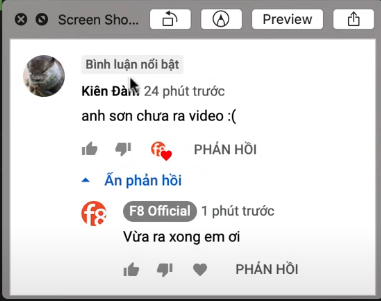 Screen Sho... Preview
Bình luận nổi bật
Kiên Đàm 24 phút trước
anh sơn chưa ra video :(
PHẢN HỒI
Ẩn phản hồi
f8 F8 Official 1 phút trước
Vừa ra xong em ơi
PHẢN HỒI